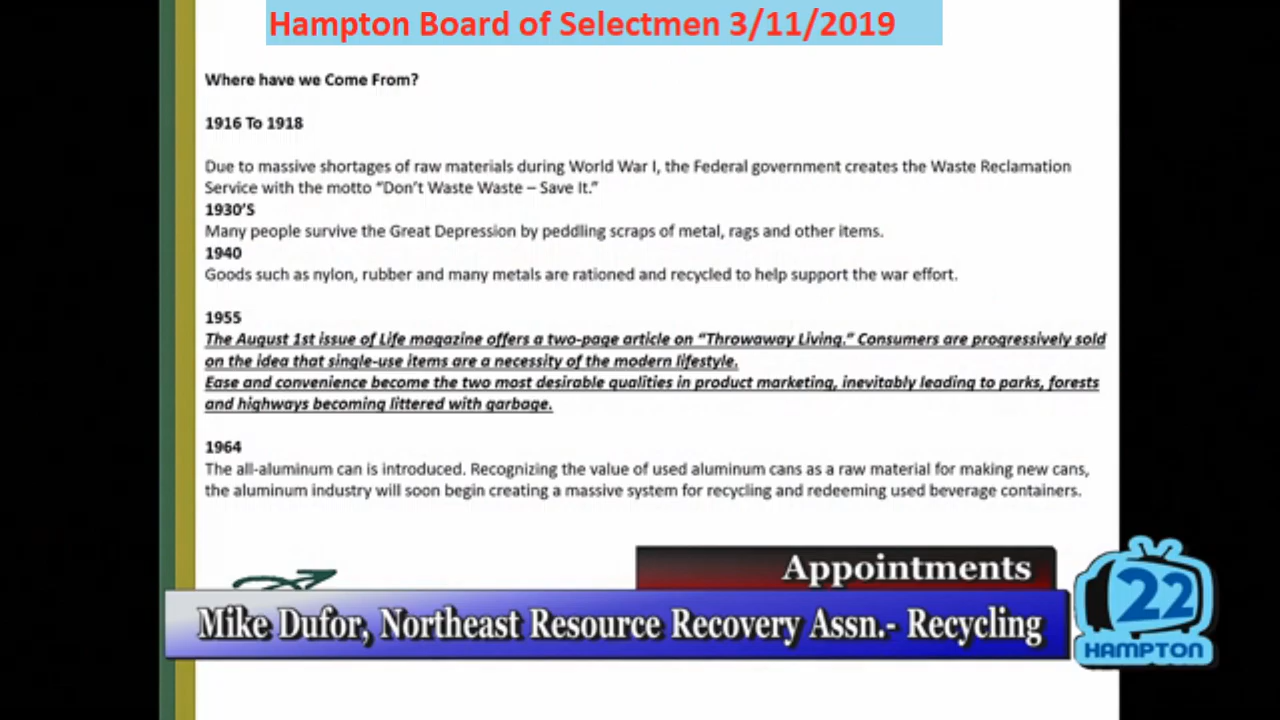 Hampton Board of Selectmen 3/11/2019
Where have we Come From?
1916 To 1918
Due to massive shortages of raw materials during World War I, the Federal government creates the Waste Reclamation
Service with the motto “Don’t Waste Waste – Save It.”
1930’S
Many people survive the Great Depression by peddling scraps of metal, rags and other items.
1940
Goods such as nylon, rubber and many metals are rationed and recycled to help support the war effort.
1955
The August 1st issue of Life magazine offers a two-page article on “Throwaway Living.” Consumers are progressively sold
on the idea that single-use items are a necessity of the modern lifestyle.
Ease and convenience become the two most desirable qualities in product marketing, inevitably leading to parks, forests
and highways becoming littered with garbage.
1964
The all-aluminum can is introduced. Recognizing the value of used aluminum cans as a raw material for making new cans,
the aluminum industry will soon begin creating a massive system for recycling and redeeming used beverage containers.
Appointments
Mike Dufor, Northeast Resource Recovery Assn.- Recycling
22
HAMPTON